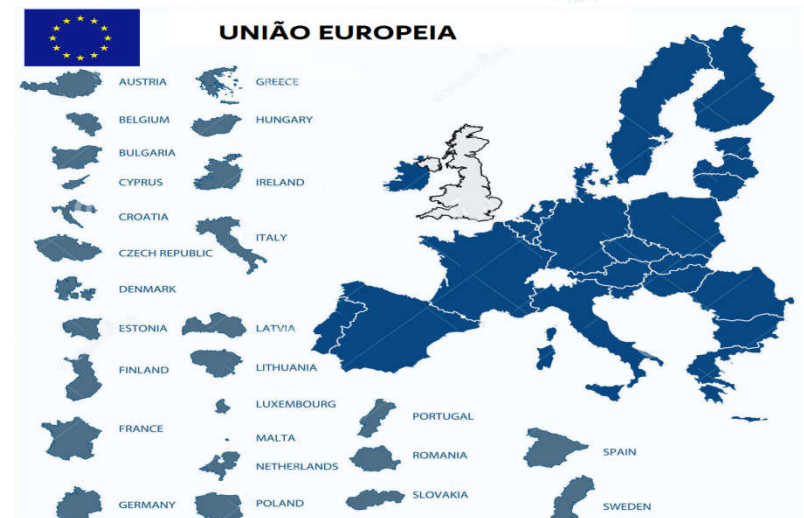 UNIÃO EUROPEIA
AUSTRIA
BELGIUM
BULGARIA
CYPRUS
CROATIA
CZECH REPUBLIC
DENMARK
ESTONIA
FINLAND
FRANCE
GERMANY
GREECE
HUNGARY
IRELAND
ITALY
LATVIA
LITHUANIA
LUXEMBOURG
MALTA
NETHERLANDS
POLAND
PORTUGAL
ROMANIA
SLOVAKIA
SPAIN
SWEDEN